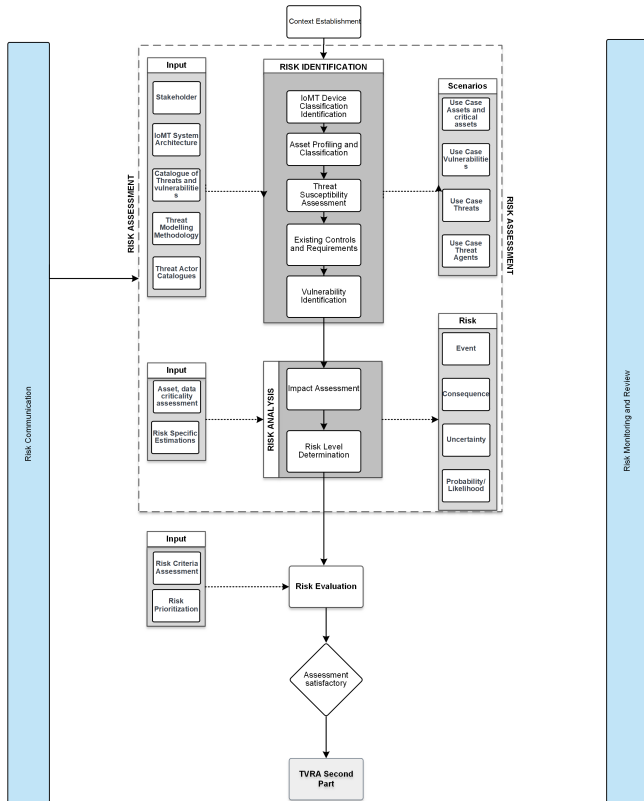 Context Establishment
Risk Communication
RISK ASSESSMENT
Input
Stakeholder
IoMT System
Architecture
Catalogue of
Threats and
vulnerabilitie
s
Threat
Modelling
Methodology
Threat Actor
Catalogues
RISK IDENTIFICATION
IoMT Device
Classification
Identification
Asset Profiling and
Classification
Threat
Susceptibility
Assessment
Existing Controls
and Requirements
Vulnerability
Identification
Scenarios
Use Case
Assets and
critical
assets
Use Case
Vulnerabilitie
s
Use Case
Threats
Use Case
Threat
Agents
RISK ASSESSMENT
Risk Monitoring and Review
Input
Asset, data
criticality
assessment
Risk Specific
Estimations
RISK ANALYSIS
Impact Assessment
Risk Level
Determination
Risk
Event
Consequence
Uncertainty
Probability/
Likelihood
Input
Risk Criteria
Assessment
Risk
Prioritization
Risk Evaluation
Assessment
satisfactory
TVRA Second
Part